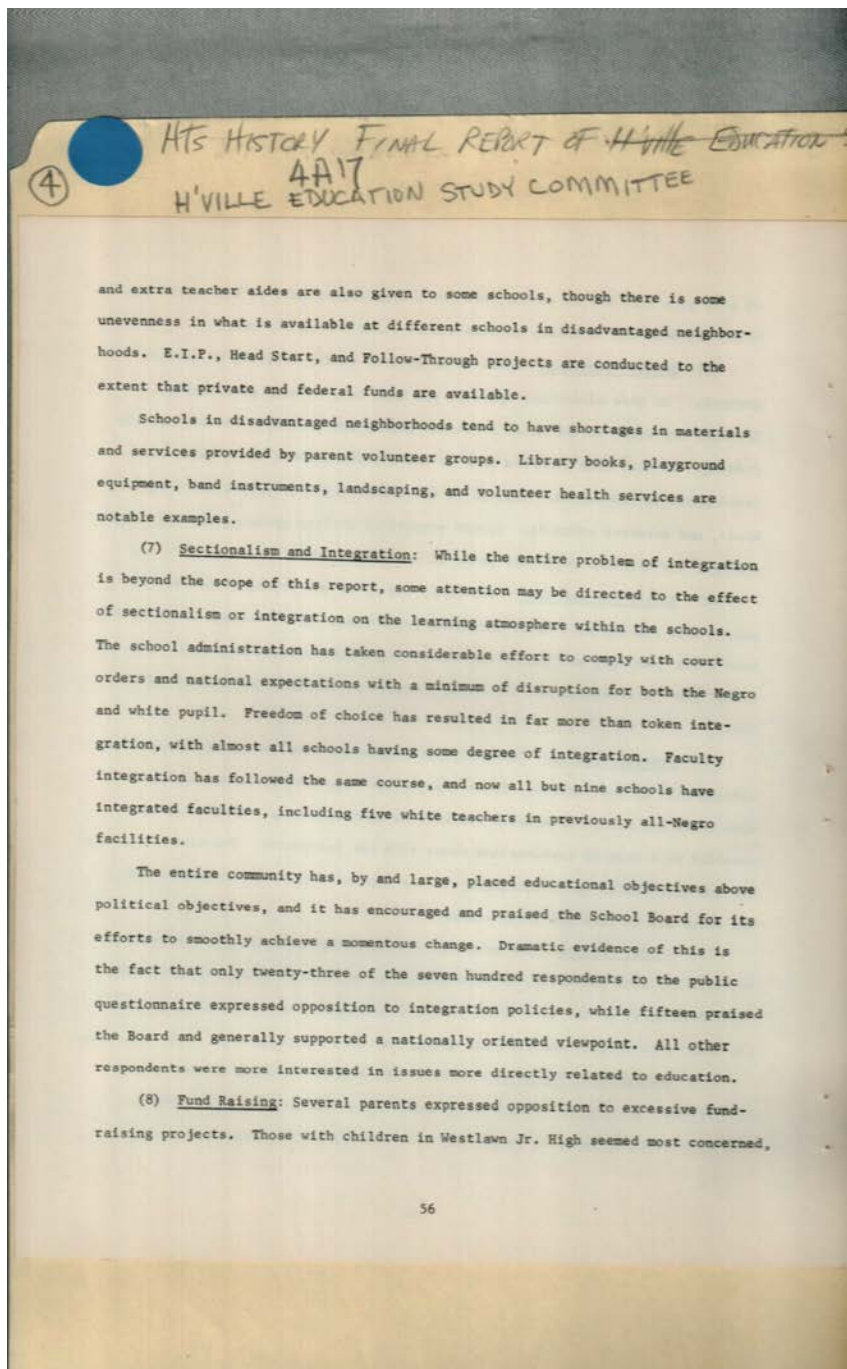 HTS HISTORY FINAL REPORT OF H'VILLE EDUCATION
4A17
4
H'VILLE EDUCATION STUDY COMMITTEE
and extra teacher aides are also given to some schools, though there is some
unevenness in what is available at different schools in disadvantaged neighbor-
hoods. E.I.P., Head Start, and Follow-Through projects are conducted to the
extent that private and federal funds are available.
Schools in disadvantaged neighborhoods tend to have shortages in materials
and services provided by parent volunteer groups. Library books, playground
equipment, band instruments, landscaping, and volunteer health services are
notable examples.
(7) Sectionalism and Integration: While the entire problem of integration
is beyond the scope of this report, some attention may be directed to the effect
of sectionalism or integration on the learning atmosphere within the schools.
The school administration has taken considerable effort to comply with court
orders and national expectations with a minimum of disruption for both the Negro
and white pupil. Freedom of choice has resulted in far more than token inte-
gration, with almost all schools having some degree of integration. Faculty
integration has followed the same course, and now all but nine schools have
integrated faculties, including five white teachers in previously all-Negro
facilities.
The entire community has, by and large, placed educational objectives above
political objectives, and it has encouraged and praised the School Board for its
efforts to smoothly achieve a momentous change. Dramatic evidence of this is
the fact that only twenty-three of the seven hundred respondents to the public
questionnaire expressed opposition to integration policies, while fifteen praised
the Board and generally supported a nationally oriented viewpoint. All other
respondents were more interested in issues more directly related to education.
(8) Fund Raising: Several parents expressed opposition to excessive fund-
raising projects. Those with children in Westlawn Jr. High seemed most concerned,
56